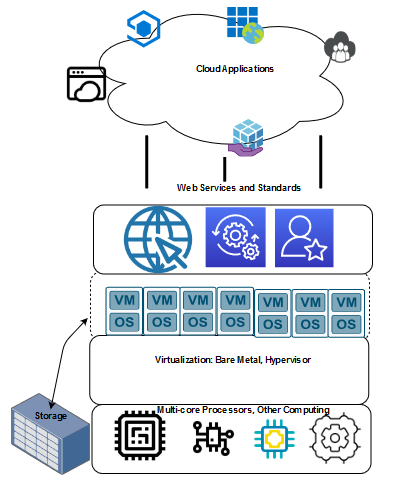 Cloud Applications
Web Services and Standards
VM VM VM VM VM VM VM
OS OS OS OS OS OS OS
Virtualization: Bare Metal, Hypervisor
Storage
Multi-core Processors, Other Computing